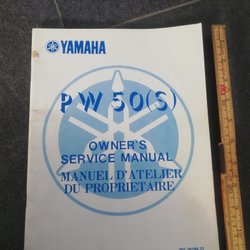 YAMAHA
PW50(S)
OWNER'S
SERVICE MANUAL
MANUEL D'ATELIER
DU PROPRIETAIRE